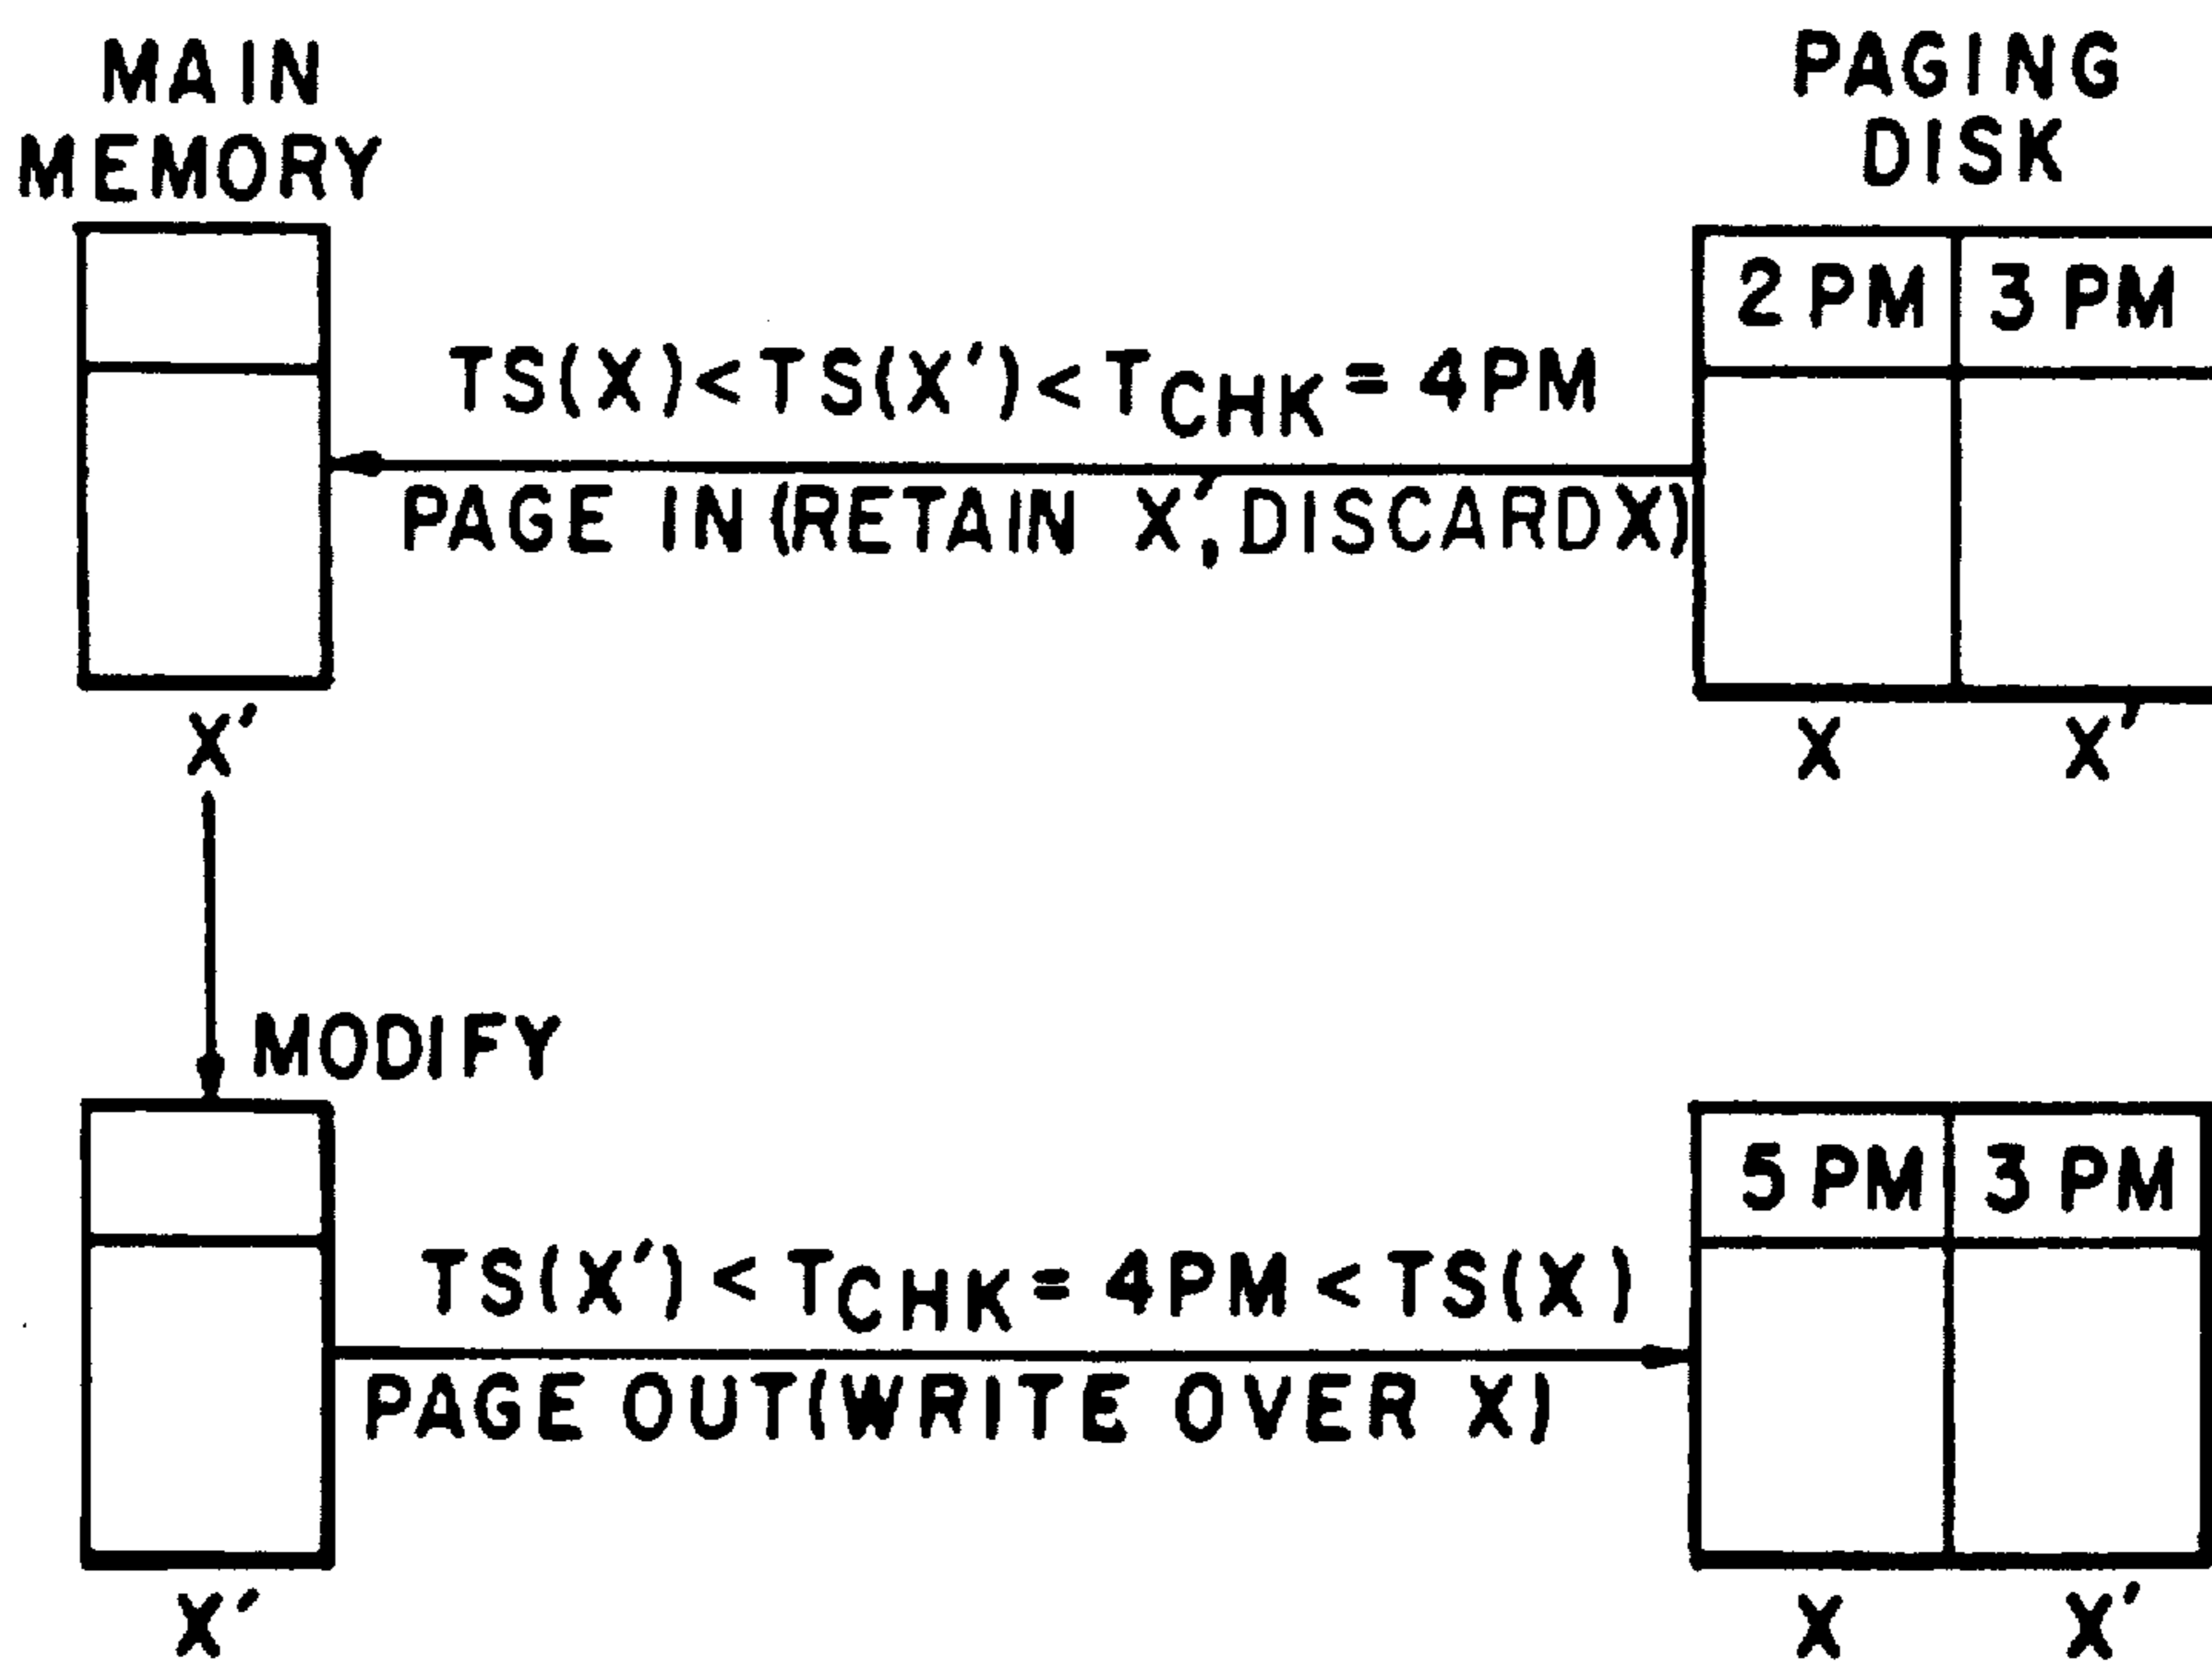 MAIN
MEMORY
PAGING
DISK
2 PM 3 PM
TS(X)<TS(X')<TCHK=4PM
PAGE IN(RETAIN X',DISCARDX)
X'
X X'
MODIFY
5 PM 3 PM
TS(X')<TCHK=4PM<TS(X)
PAGE OUT(WRITE OVER X)
X'
X X'